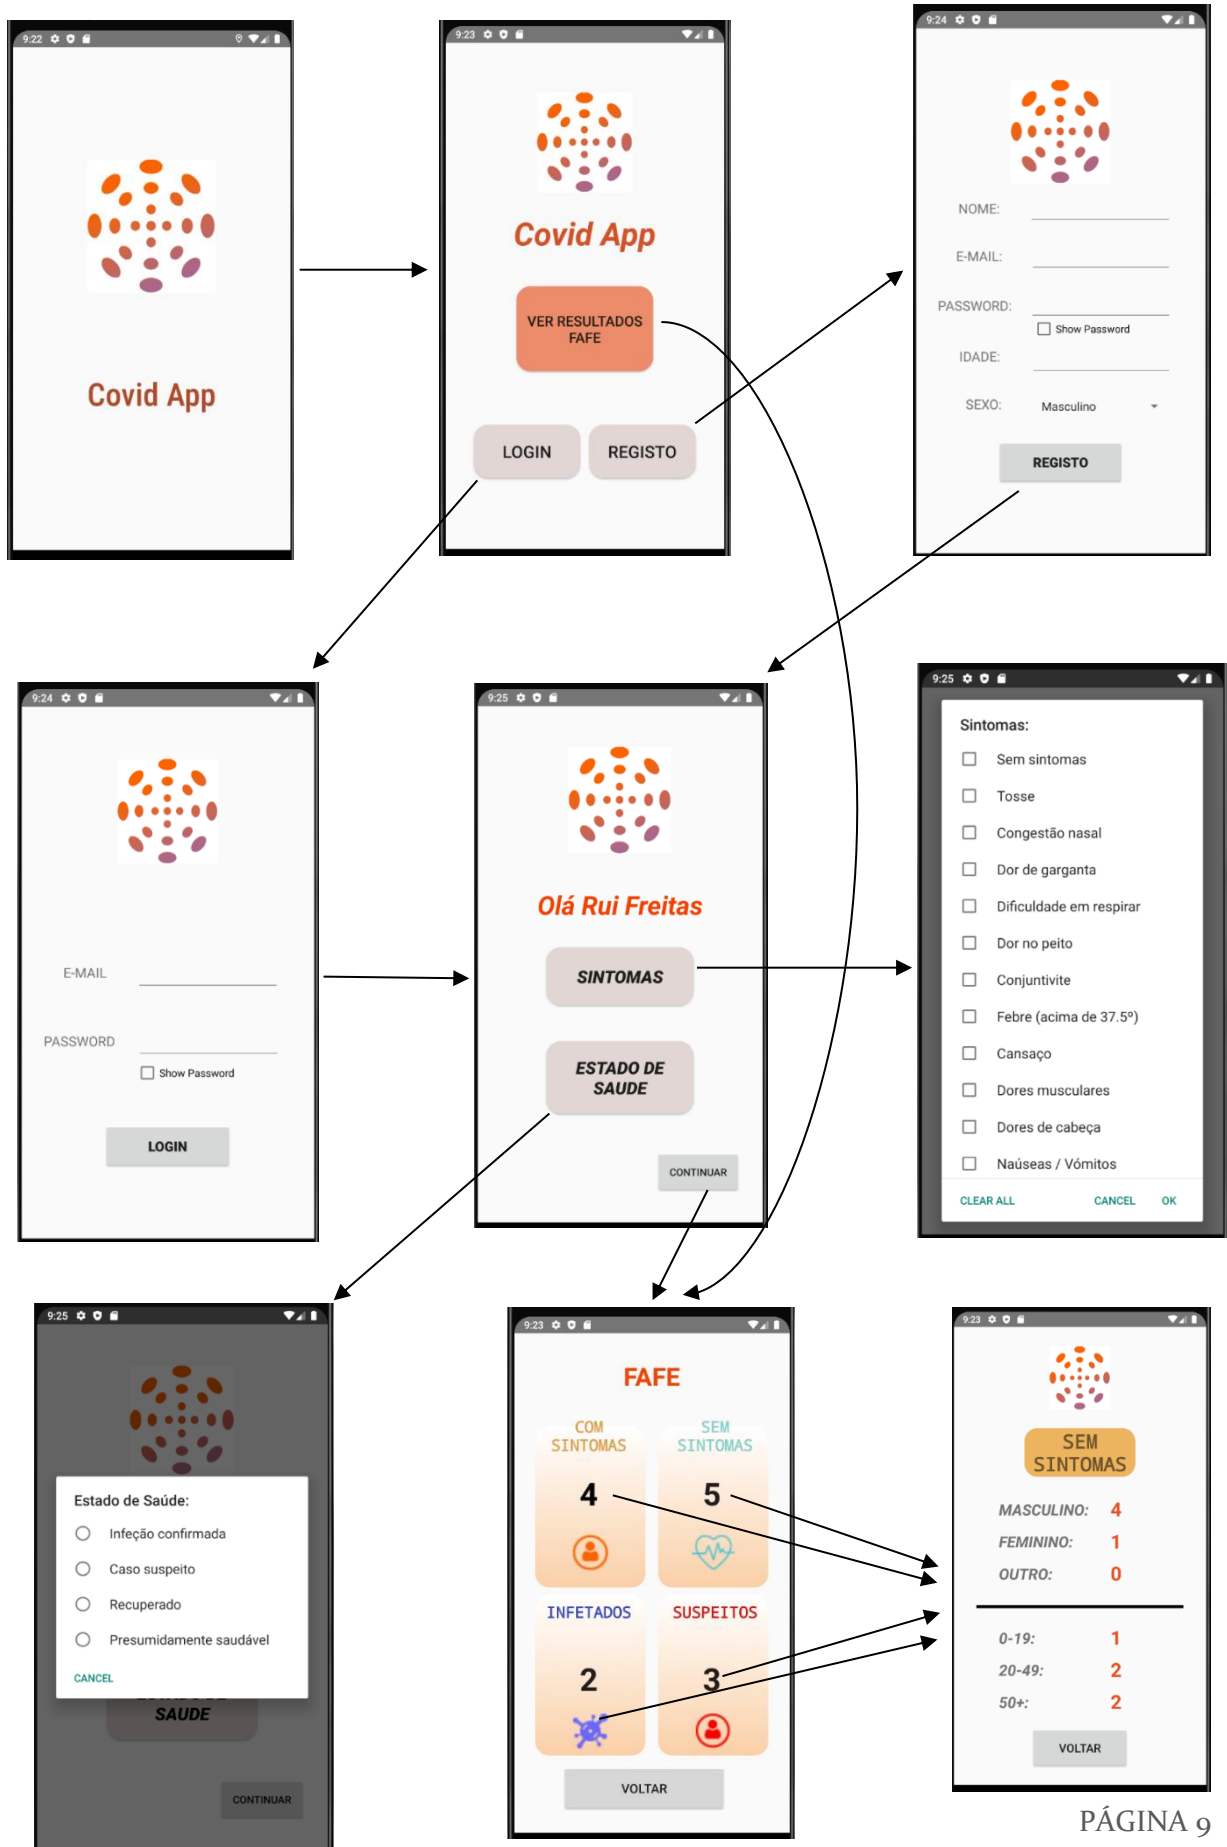 9:22
Covid App
9:23
Covid App
VER RESULTADOS
FAFE
LOGIN
REGISTO
9:24
NOME:
E-MAIL:
PASSWORD:
Show Password
IDADE:
SEXO:
Masculino
REGISTO
9:24
E-MAIL
PASSWORD
Show Password
LOGIN
9:25
Olá Rui Freitas
SINTOMAS
ESTADO DE
SAUDE
CONTINUAR
9:25
Sintomas:
Sem sintomas
Tosse
Congestão nasal
Dor de garganta
Dificuldade em respirar
Dor no peito
Conjuntivite
Febre (acima de 37.5º)
Cansaço
Dores musculares
Dores de cabeça
Naúseas / Vómitos
CLEAR ALL
CANCEL
OK
9:25
Estado de Saúde:
Infeção confirmada
Caso suspeito
Recuperado
Presumidamente saudável
CANCEL
SAUDE
CONTINUAR
9:23
FAFE
COM
SINTOMAS
4
SEM
SINTOMAS
5
INFETADOS
2
SUSPEITOS
3
VOLTAR
9:23
SEM
SINTOMAS
MASCULINO: 4
FEMININO: 1
OUTRO: 0
0-19: 1
20-49: 2
50+: 2
VOLTAR
PÁGINA 9